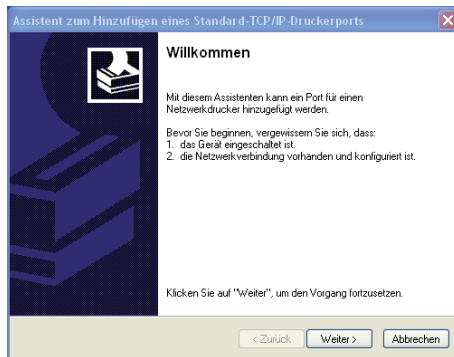 Assistent zum Hinzufügen eines Standard-TCP/IP-Druckerports
Willkommen
Mit diesem Assistenten kann ein Port für einen
Netzwerkdrucker hinzugefügt werden.
Bevor Sie beginnen, vergewissern Sie sich, dass:
1. das Gerät eingeschaltet ist.
2. die Netzwerkverbindung vorhanden und konfiguriert ist.
Klicken Sie auf "Weiter", um den Vorgang fortzusetzen.
< Zurück Weiter > Abbrechen